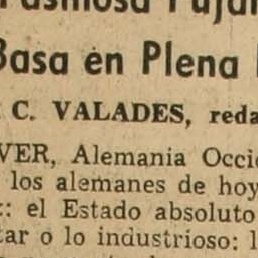 Basa en Plena
C. VALADES, reda
VER, Alemania Occi
los alemanes de hoy
:: el Estado absoluto
tar o lo industrioso: l